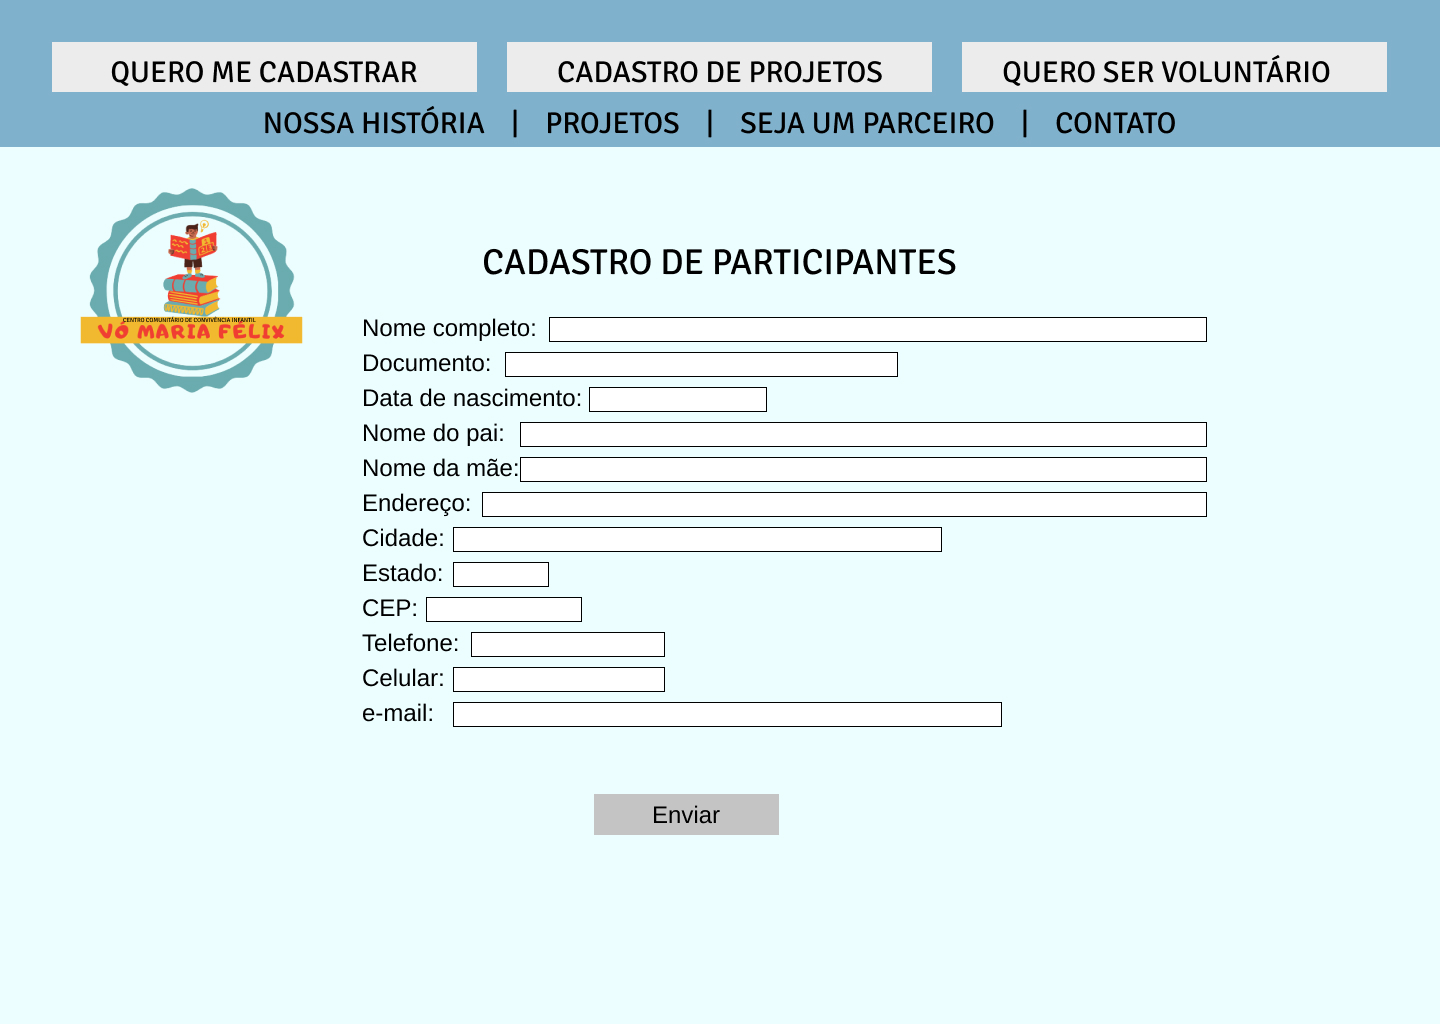 QUERO ME CADASTRAR
CADASTRO DE PROJETOS
QUERO SER VOLUNTÁRIO
NOSSA HISTÓRIA | PROJETOS | SEJA UM PARCEIRO | CONTATO
CENTRO COMUNITÁRIO DE CONVIVÊNCIA INFANTIL
VÓ MARIA FÉLIX
CADASTRO DE PARTICIPANTES
Nome completo:
Documento:
Data de nascimento:
Nome do pai:
Nome da mãe:
Endereço:
Cidade:
Estado:
CEP:
Telefone:
Celular:
e-mail:
Enviar